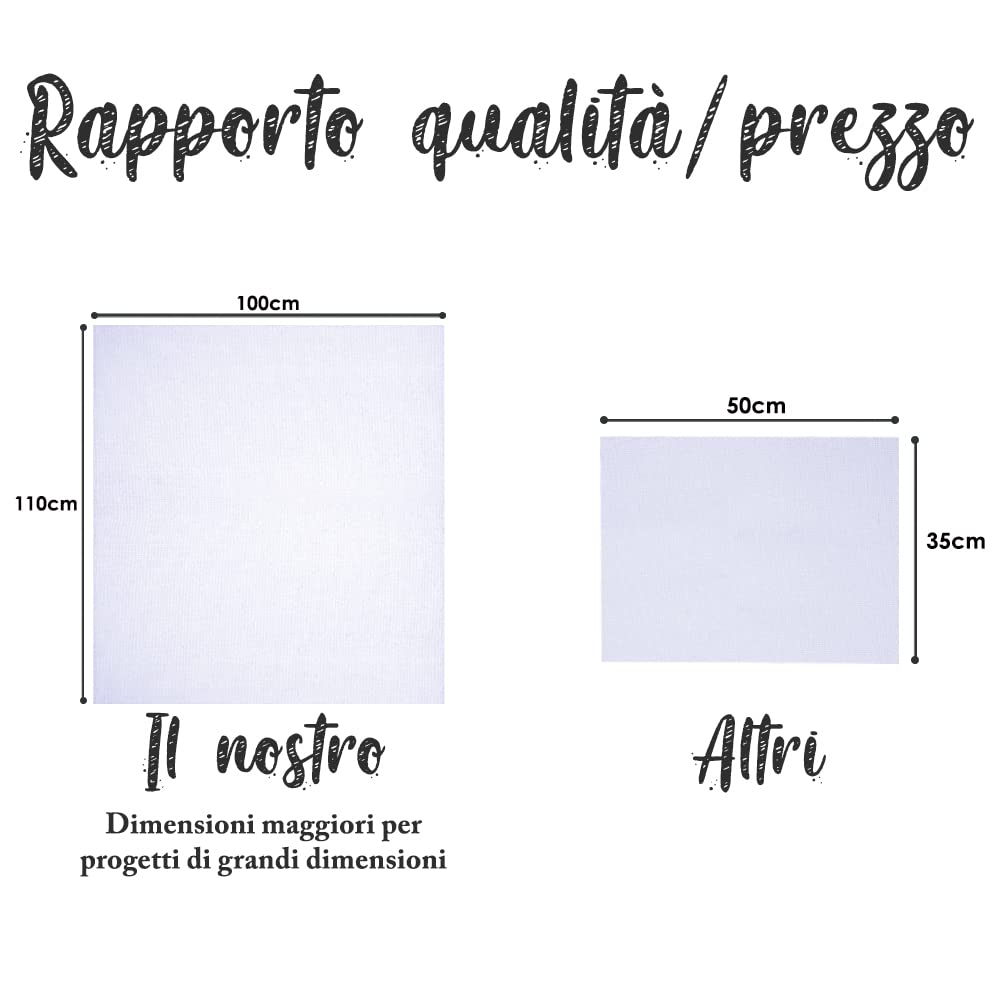 Rapporto qualità/prezzo
100cm
110cm
50cm
35cm
Il nostro
Altri
Dimensioni maggiori per
progetti di grandi dimensioni